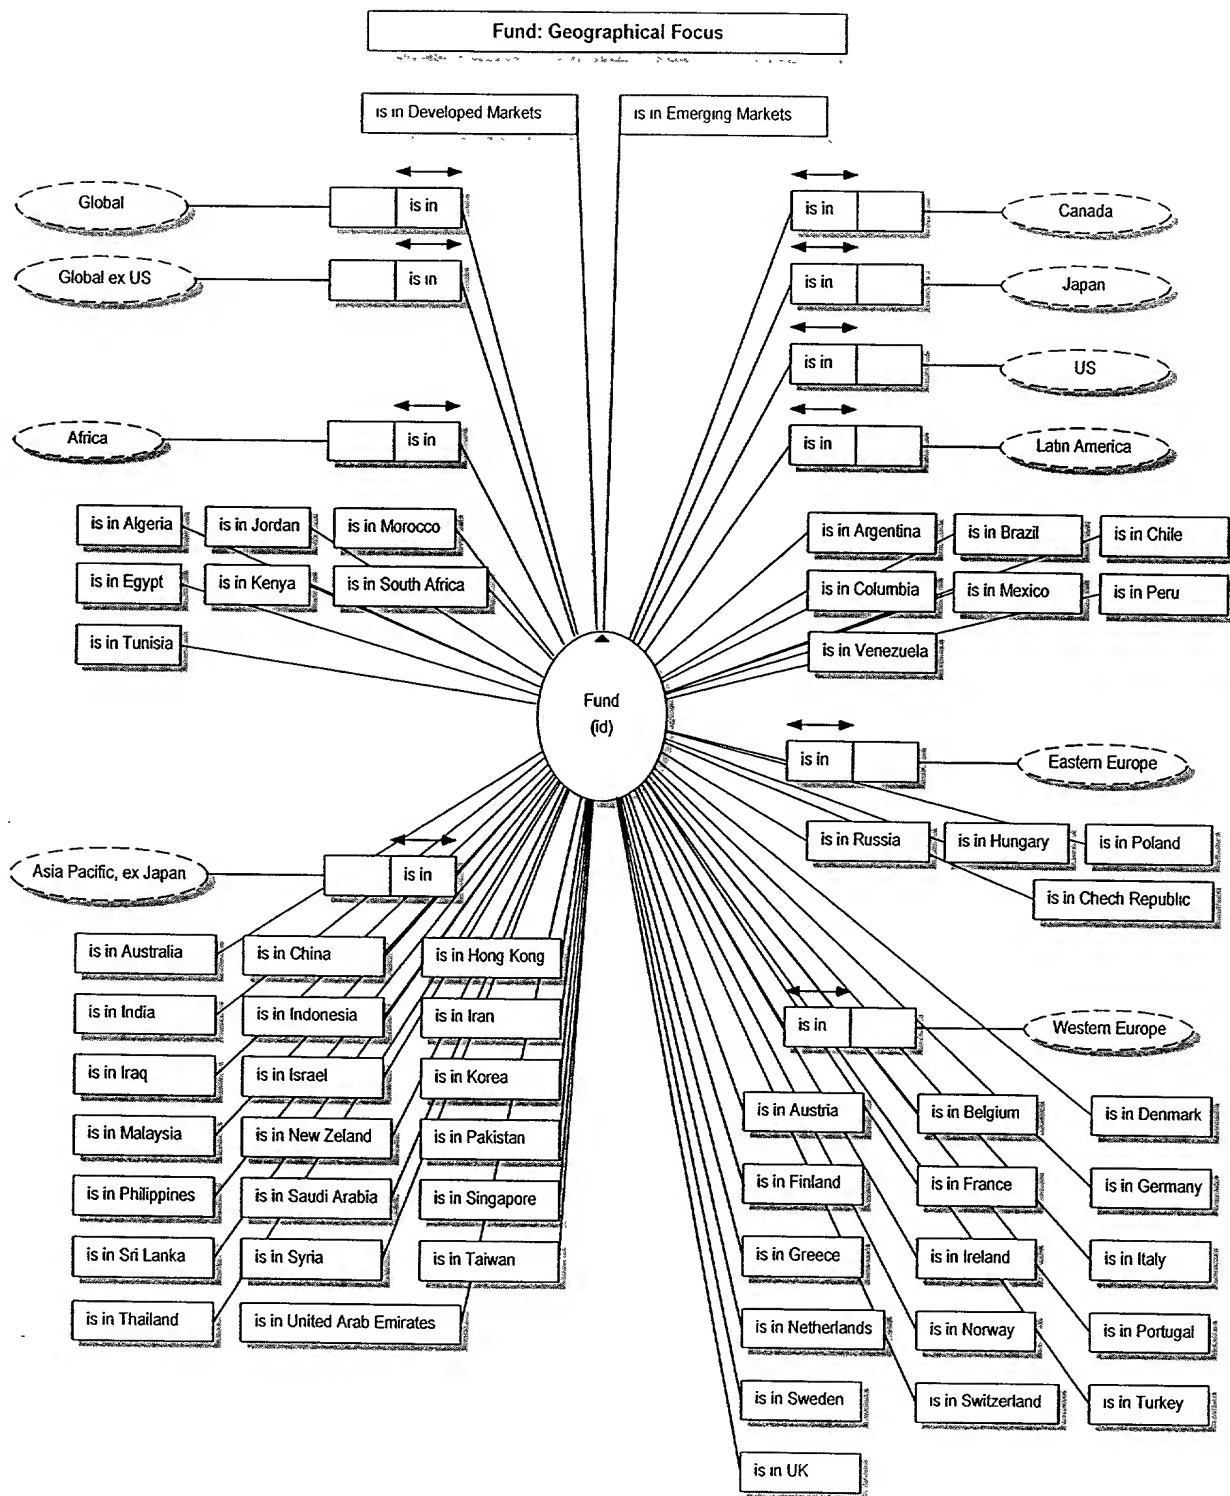 Fund: Geographical Focus
is in Developed Markets
is in Emerging Markets
Global
is in
is in
Canada
Global ex US
is in
is in
Japan
is in
US
Africa
is in
is in
Latin America
is in Algeria
is in Jordan
is in Morocco
is in Argentina
is in Brazil
is in Chile
is in Egypt
is in Kenya
is in South Africa
is in Columbia
is in Mexico
is in Peru
is in Tunisia
is in Venezuela
Fund
(id)
is in
Eastern Europe
is in Russia
is in Hungary
is in Poland
is in Chech Republic
Asia Pacific, ex Japan
is in
is in Australia
is in China
is in Hong Kong
is in India
is in Indonesia
is in Iran
is in Iraq
is in Israel
is in Korea
is in Malaysia
is in New Zeland
is in Pakistan
is in Philippines
is in Saudi Arabia
is in Singapore
is in Sri Lanka
is in Syria
is in Taiwan
is in Thailand
is in United Arab Emirates
is in
Western Europe
is in Austria
is in Belgium
is in Denmark
is in Finland
is in France
is in Germany
is in Greece
is in Ireland
is in Italy
is in Netherlands
is in Norway
is in Portugal
is in Sweden
is in Switzerland
is in Turkey
is in UK